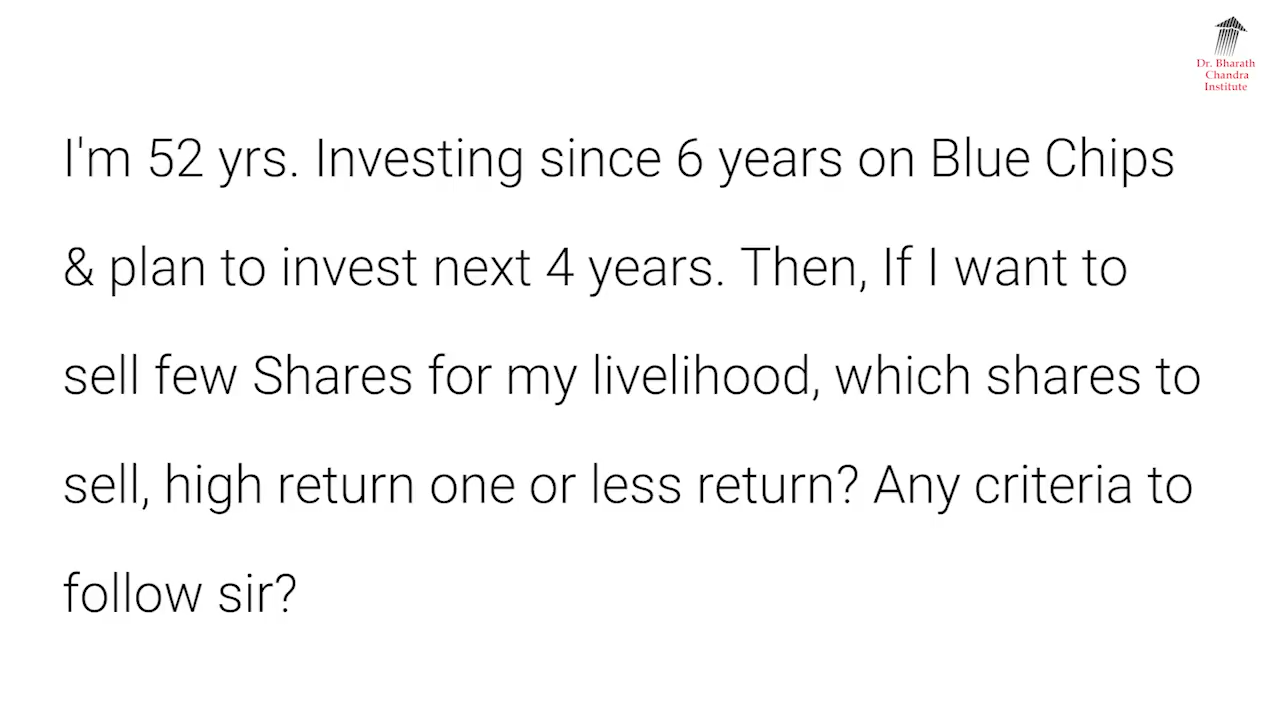 Dr. Bharath
Chandra
Institute
I'm 52 yrs. Investing since 6 years on Blue Chips
& plan to invest next 4 years. Then, If I want to
sell few Shares for my livelihood, which shares to
sell, high return one or less return? Any criteria to
follow sir?